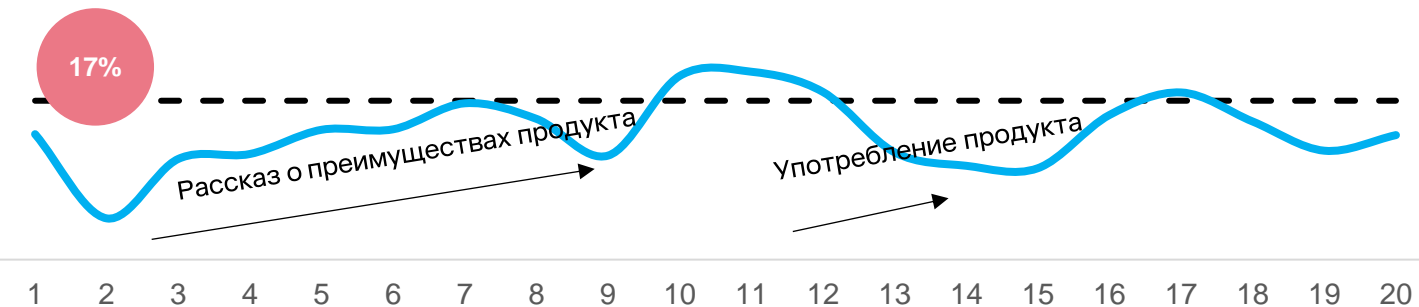 17%
Рассказ о преимуществах продукта
Употребление продукта
1 2 3 4 5 6 7 8 9 10 11 12 13 14 15 16 17 18 19 20